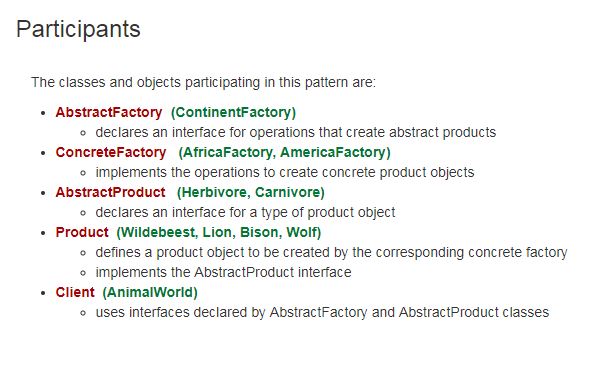 Participants
The classes and objects participating in this pattern are:
AbstractFactory (ContinentFactory)
declares an interface for operations that create abstract products
ConcreteFactory (AfricaFactory, AmericaFactory)
implements the operations to create concrete product objects
AbstractProduct (Herbivore, Carnivore)
declares an interface for a type of product object
Product (Wildebeest, Lion, Bison, Wolf)
defines a product object to be created by the corresponding concrete factory
implements the AbstractProduct interface
Client (AnimalWorld)
uses interfaces declared by AbstractFactory and AbstractProduct classes